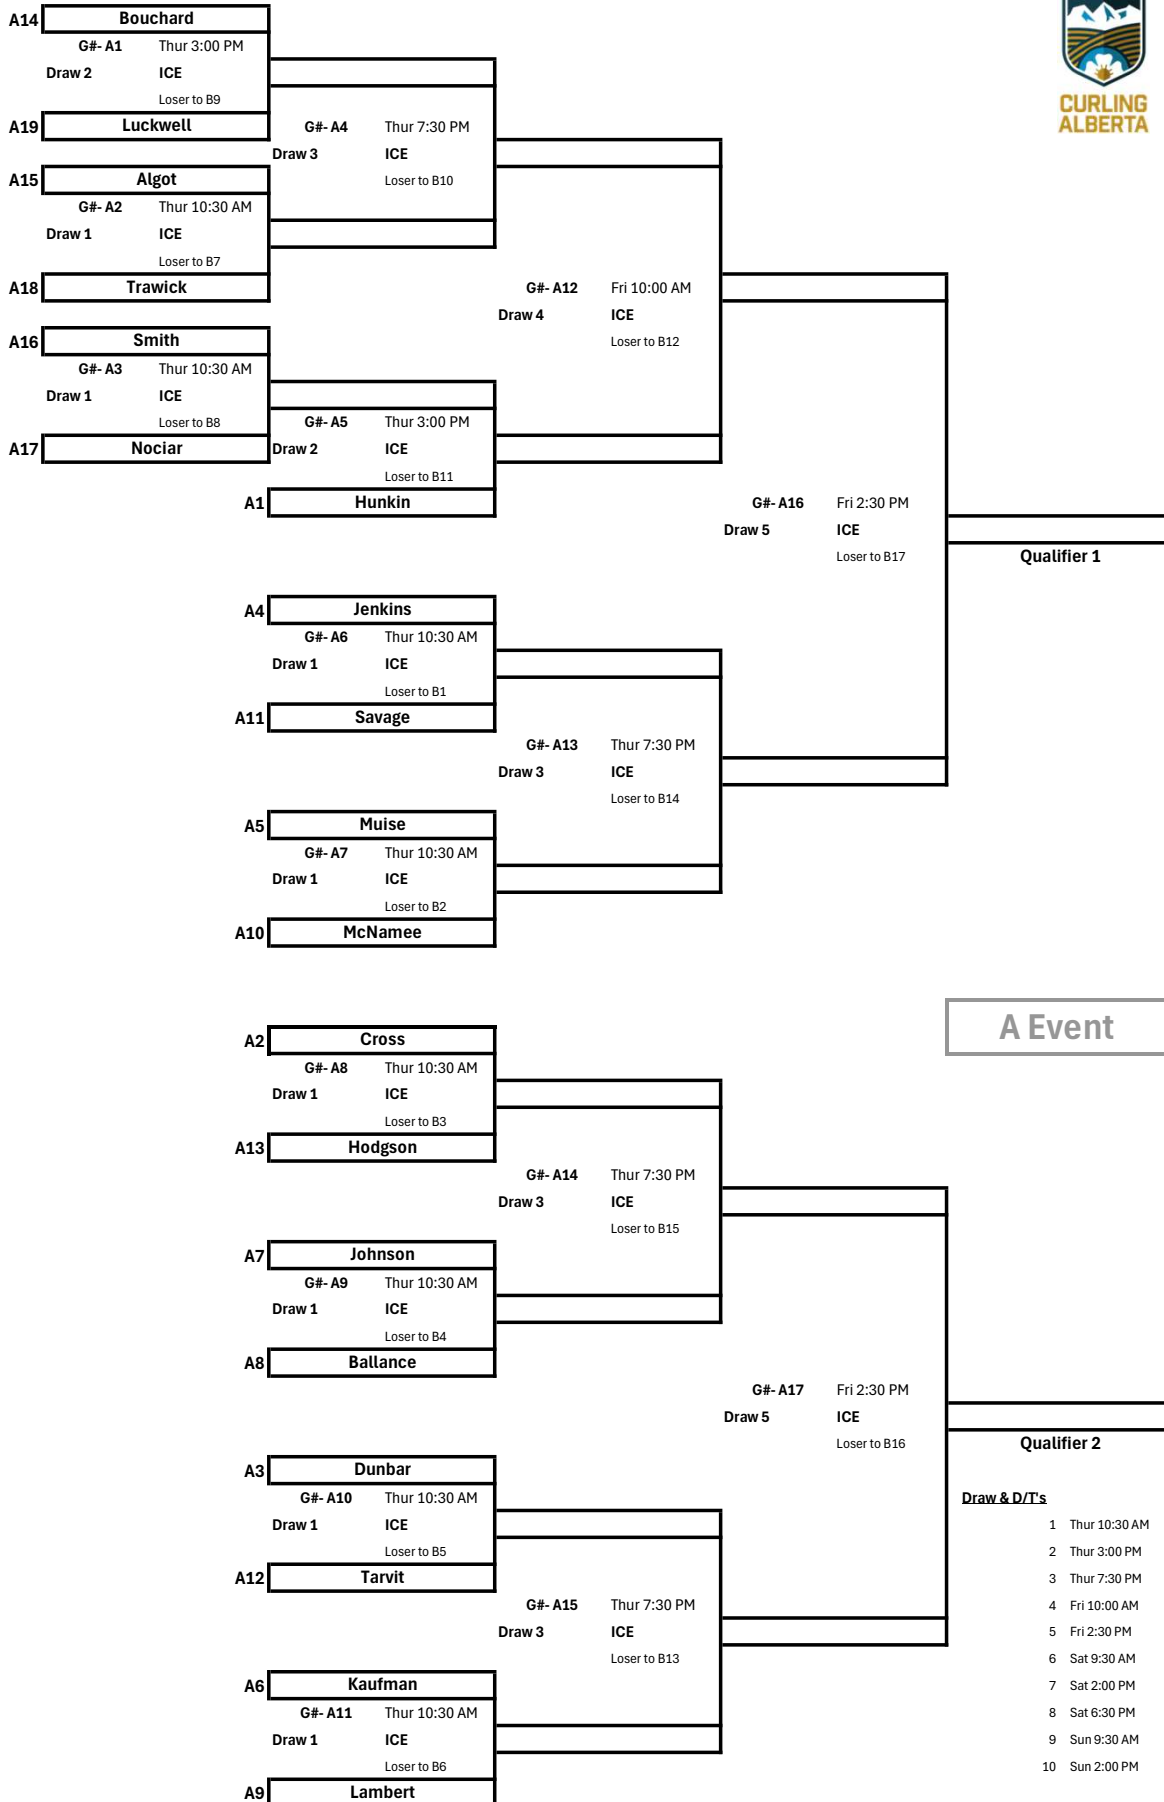 A14 Bouchard
G#- A1 Thur 3:00 PM
Draw 2 ICE
Loser to B9
A19 Luckwell
G#- A4 Thur 7:30 PM
Draw 3 ICE
Loser to B10
A15 Algot
G#- A2 Thur 10:30 AM
Draw 1 ICE
Loser to B7
A18 Trawick
G#- A12 Fri 10:00 AM
Draw 4 ICE
Loser to B12
A16 Smith
G#- A3 Thur 10:30 AM
Draw 1 ICE
Loser to B8
A17 Nociar
G#- A5 Thur 3:00 PM
Draw 2 ICE
Loser to B11
A1 Hunkin
G#- A16 Fri 2:30 PM
Draw 5 ICE
Loser to B17
Qualifier 1
A4 Jenkins
G#- A6 Thur 10:30 AM
Draw 1 ICE
Loser to B1
A11 Savage
G#- A13 Thur 7:30 PM
Draw 3 ICE
Loser to B14
A5 Muise
G#- A7 Thur 10:30 AM
Draw 1 ICE
Loser to B2
A10 McNamee
CURLING
ALBERTA
A Event
A2 Cross
G#- A8 Thur 10:30 AM
Draw 1 ICE
Loser to B3
A13 Hodgson
G#- A14 Thur 7:30 PM
Draw 3 ICE
Loser to B15
A7 Johnson
G#- A9 Thur 10:30 AM
Draw 1 ICE
Loser to B4
A8 Ballance
G#- A17 Fri 2:30 PM
Draw 5 ICE
Loser to B16
Qualifier 2
A3 Dunbar
G#- A10 Thur 10:30 AM
Draw 1 ICE
Loser to B5
A12 Tarvit
G#- A15 Thur 7:30 PM
Draw 3 ICE
Loser to B13
A6 Kaufman
G#- A11 Thur 10:30 AM
Draw 1 ICE
Loser to B6
A9 Lambert
Draw & D/T's
1 Thur 10:30 AM
2 Thur 3:00 PM
3 Thur 7:30 PM
4 Fri 10:00 AM
5 Fri 2:30 PM
6 Sat 9:30 AM
7 Sat 2:00 PM
8 Sat 6:30 PM
9 Sun 9:30 AM
10 Sun 2:00 PM